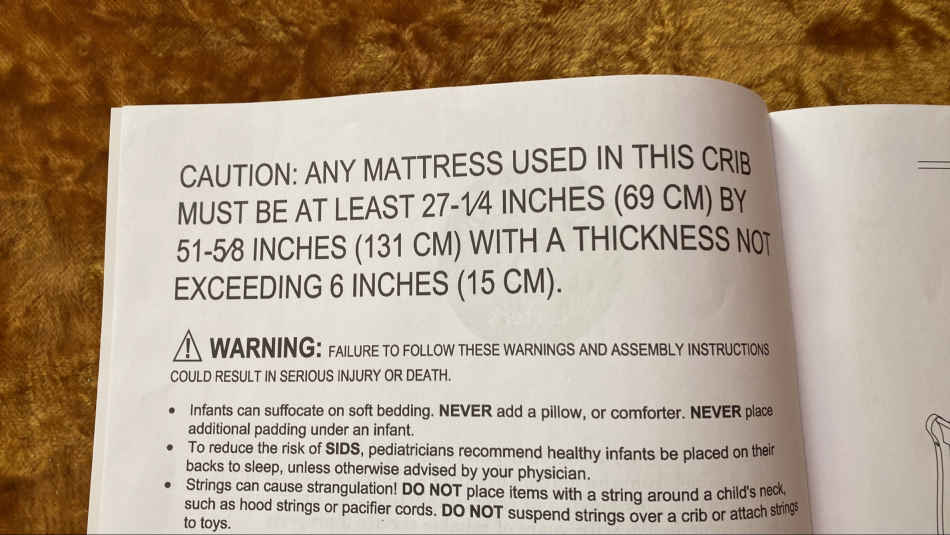 CAUTION: ANY MATTRESS USED IN THIS CRIB
MUST BE AT LEAST 27-1/4 INCHES (69 CM) BY
51-5/8 INCHES (131 CM) WITH A THICKNESS NOT
EXCEEDING 6 INCHES (15 CM).
WARNING: FAILURE TO FOLLOW THESE WARNINGS AND ASSEMBLY INSTRUCTIONS
COULD RESULT IN SERIOUS INJURY OR DEATH.
• Infants can suffocate on soft bedding. NEVER add a pillow, or comforter. NEVER place
additional padding under an infant.
• To reduce the risk of SIDS, pediatricians recommend healthy infants be placed on their
backs to sleep, unless otherwise advised by your physician.
• Strings can cause strangulation! DO NOT place items with a string around a child's neck,
such as hood strings or pacifier cords. DO NOT suspend strings over a crib or attach strings
to toys.